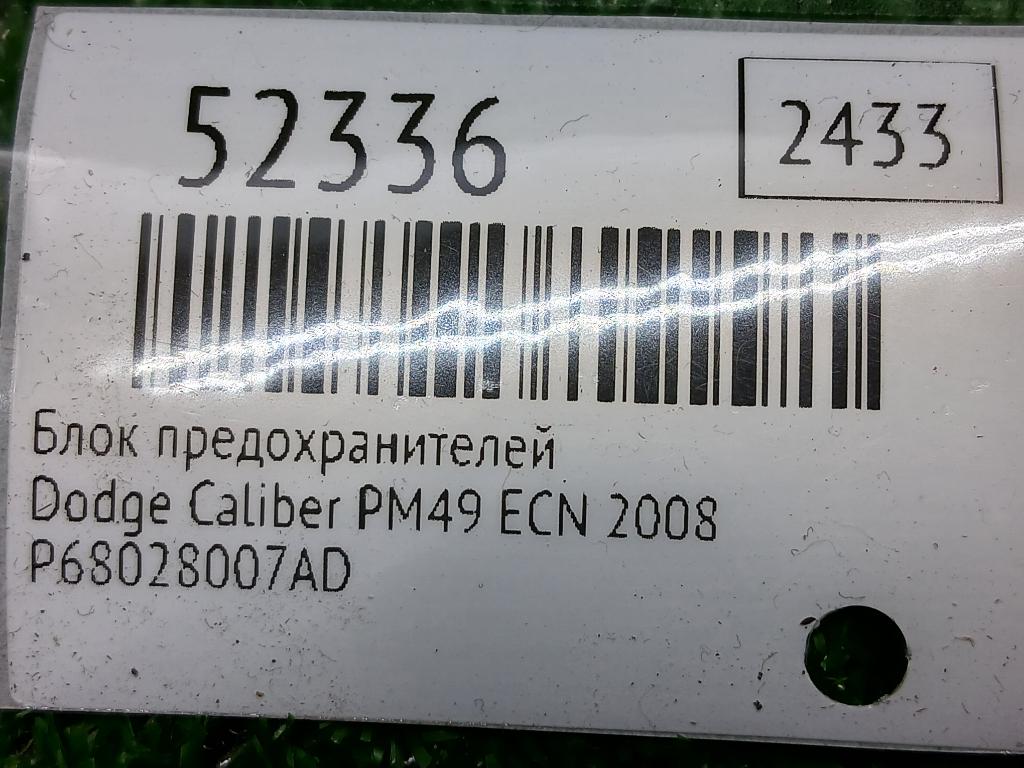 52336
2433
Блок предохранителей
Dodge Caliber PM49 ECN 2008
P68028007AD